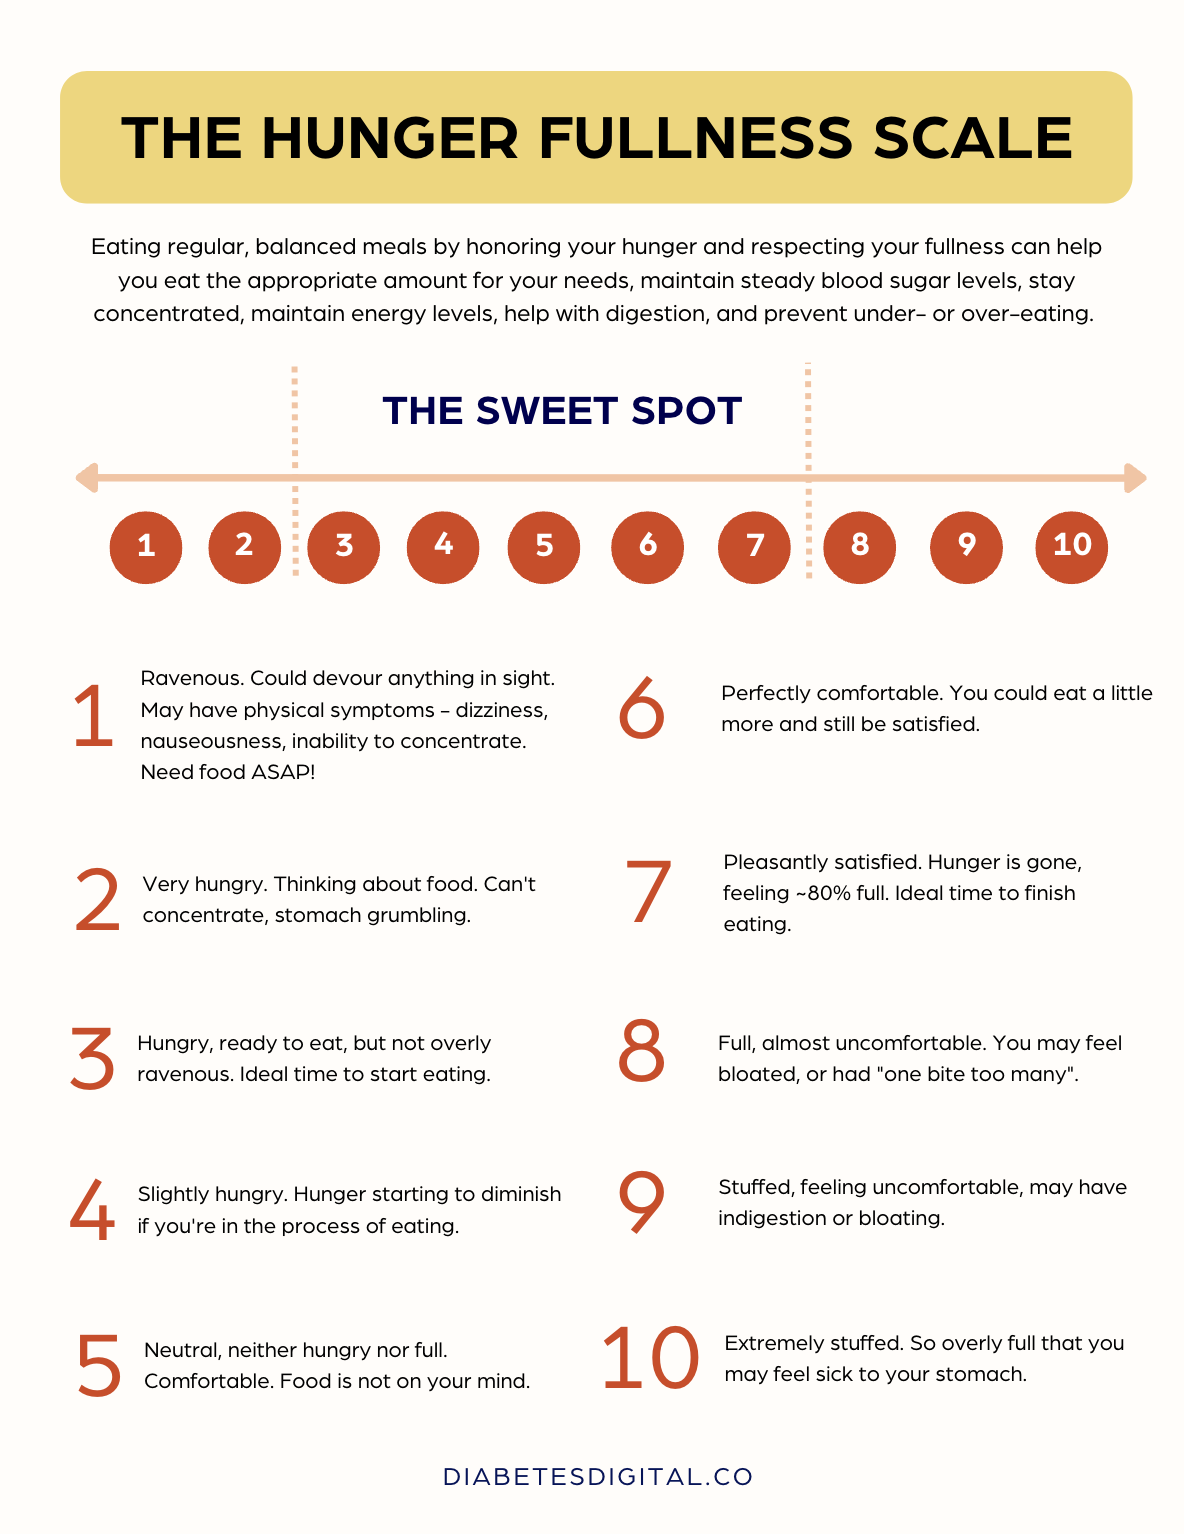 THE HUNGER FULLNESS SCALE
Eating regular, balanced meals by honoring your hunger and respecting your fullness can help
you eat the appropriate amount for your needs, maintain steady blood sugar levels, stay
concentrated, maintain energy levels, help with digestion, and prevent under- or over-eating.
THE SWEET SPOT
1 2 3 4 5 6 7 8 9 10
1
Ravenous. Could devour anything in sight.
May have physical symptoms - dizziness,
nauseousness, inability to concentrate.
Need food ASAP!
2
Very hungry. Thinking about food. Can't
concentrate, stomach grumbling.
3
Hungry, ready to eat, but not overly
ravenous. Ideal time to start eating.
4
Slightly hungry. Hunger starting to diminish
if you're in the process of eating.
5
Neutral, neither hungry nor full.
Comfortable. Food is not on your mind.
6
Perfectly comfortable. You could eat a little
more and still be satisfied.
7
Pleasantly satisfied. Hunger is gone,
feeling ~80% full. Ideal time to finish
eating.
8
Full, almost uncomfortable. You may feel
bloated, or had "one bite too many".
9
Stuffed, feeling uncomfortable, may have
indigestion or bloating.
10
Extremely stuffed. So overly full that you
may feel sick to your stomach.
DIABETESDIGITAL.CO